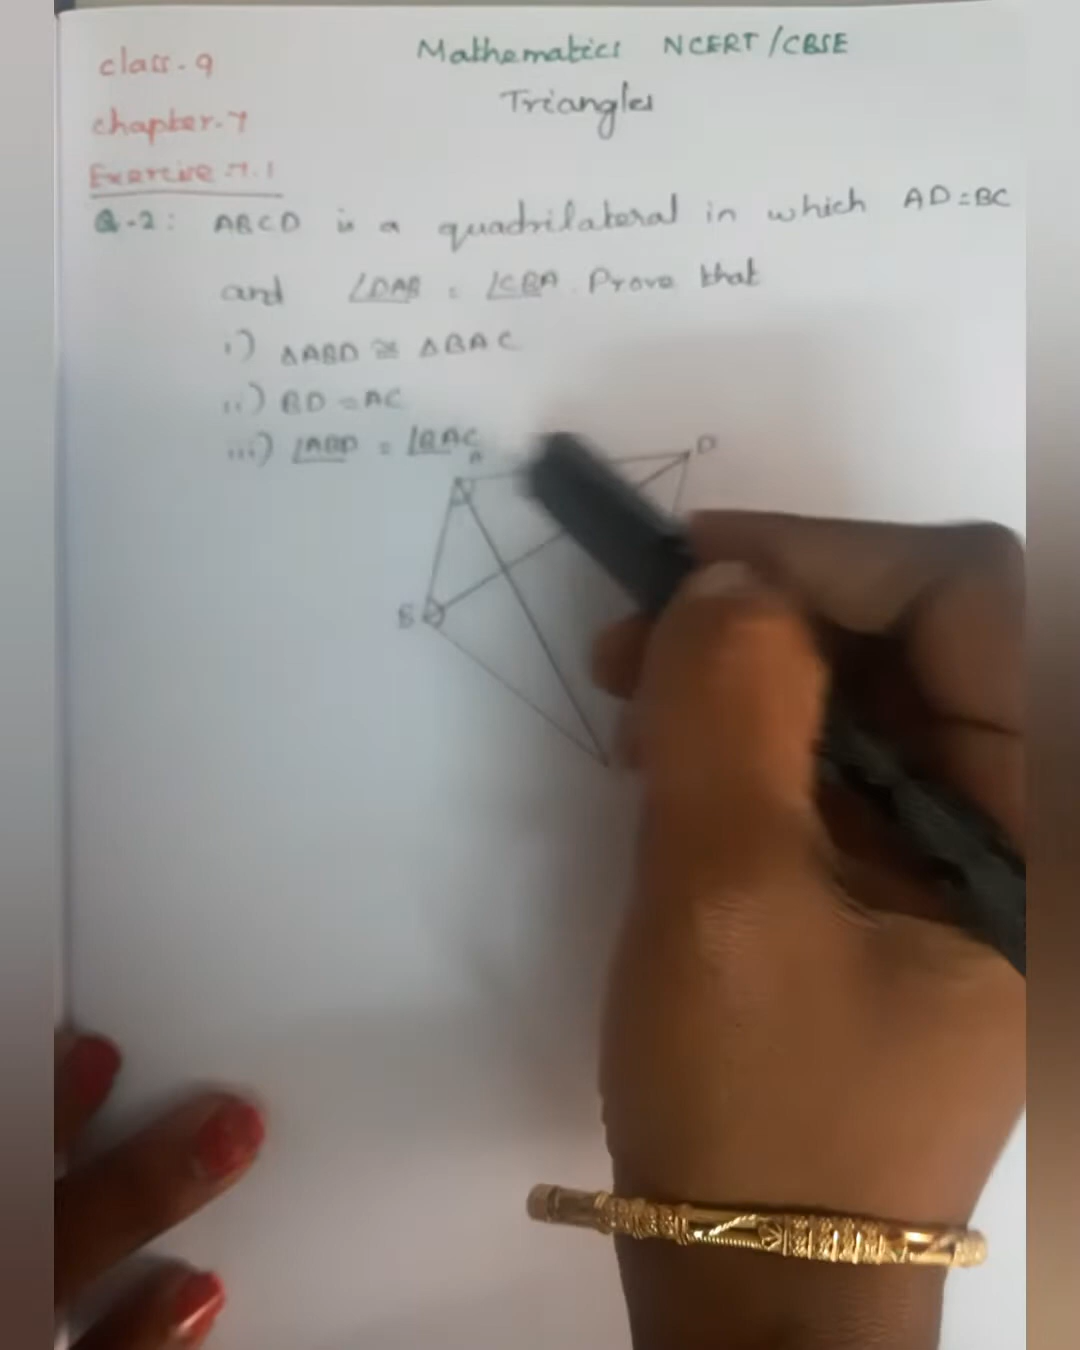 class-9
Mathematics NCERT/CBSE
chapter-7
Triangles
Exercise-7.1
Q-2: ABCD is a quadrilateral in which AD=BC
and ∠DAB = ∠CBA. Prove that
i) ΔABD ≅ ΔBAC
ii) BD = AC
iii) ∠ABD = ∠BAC
A
D
B